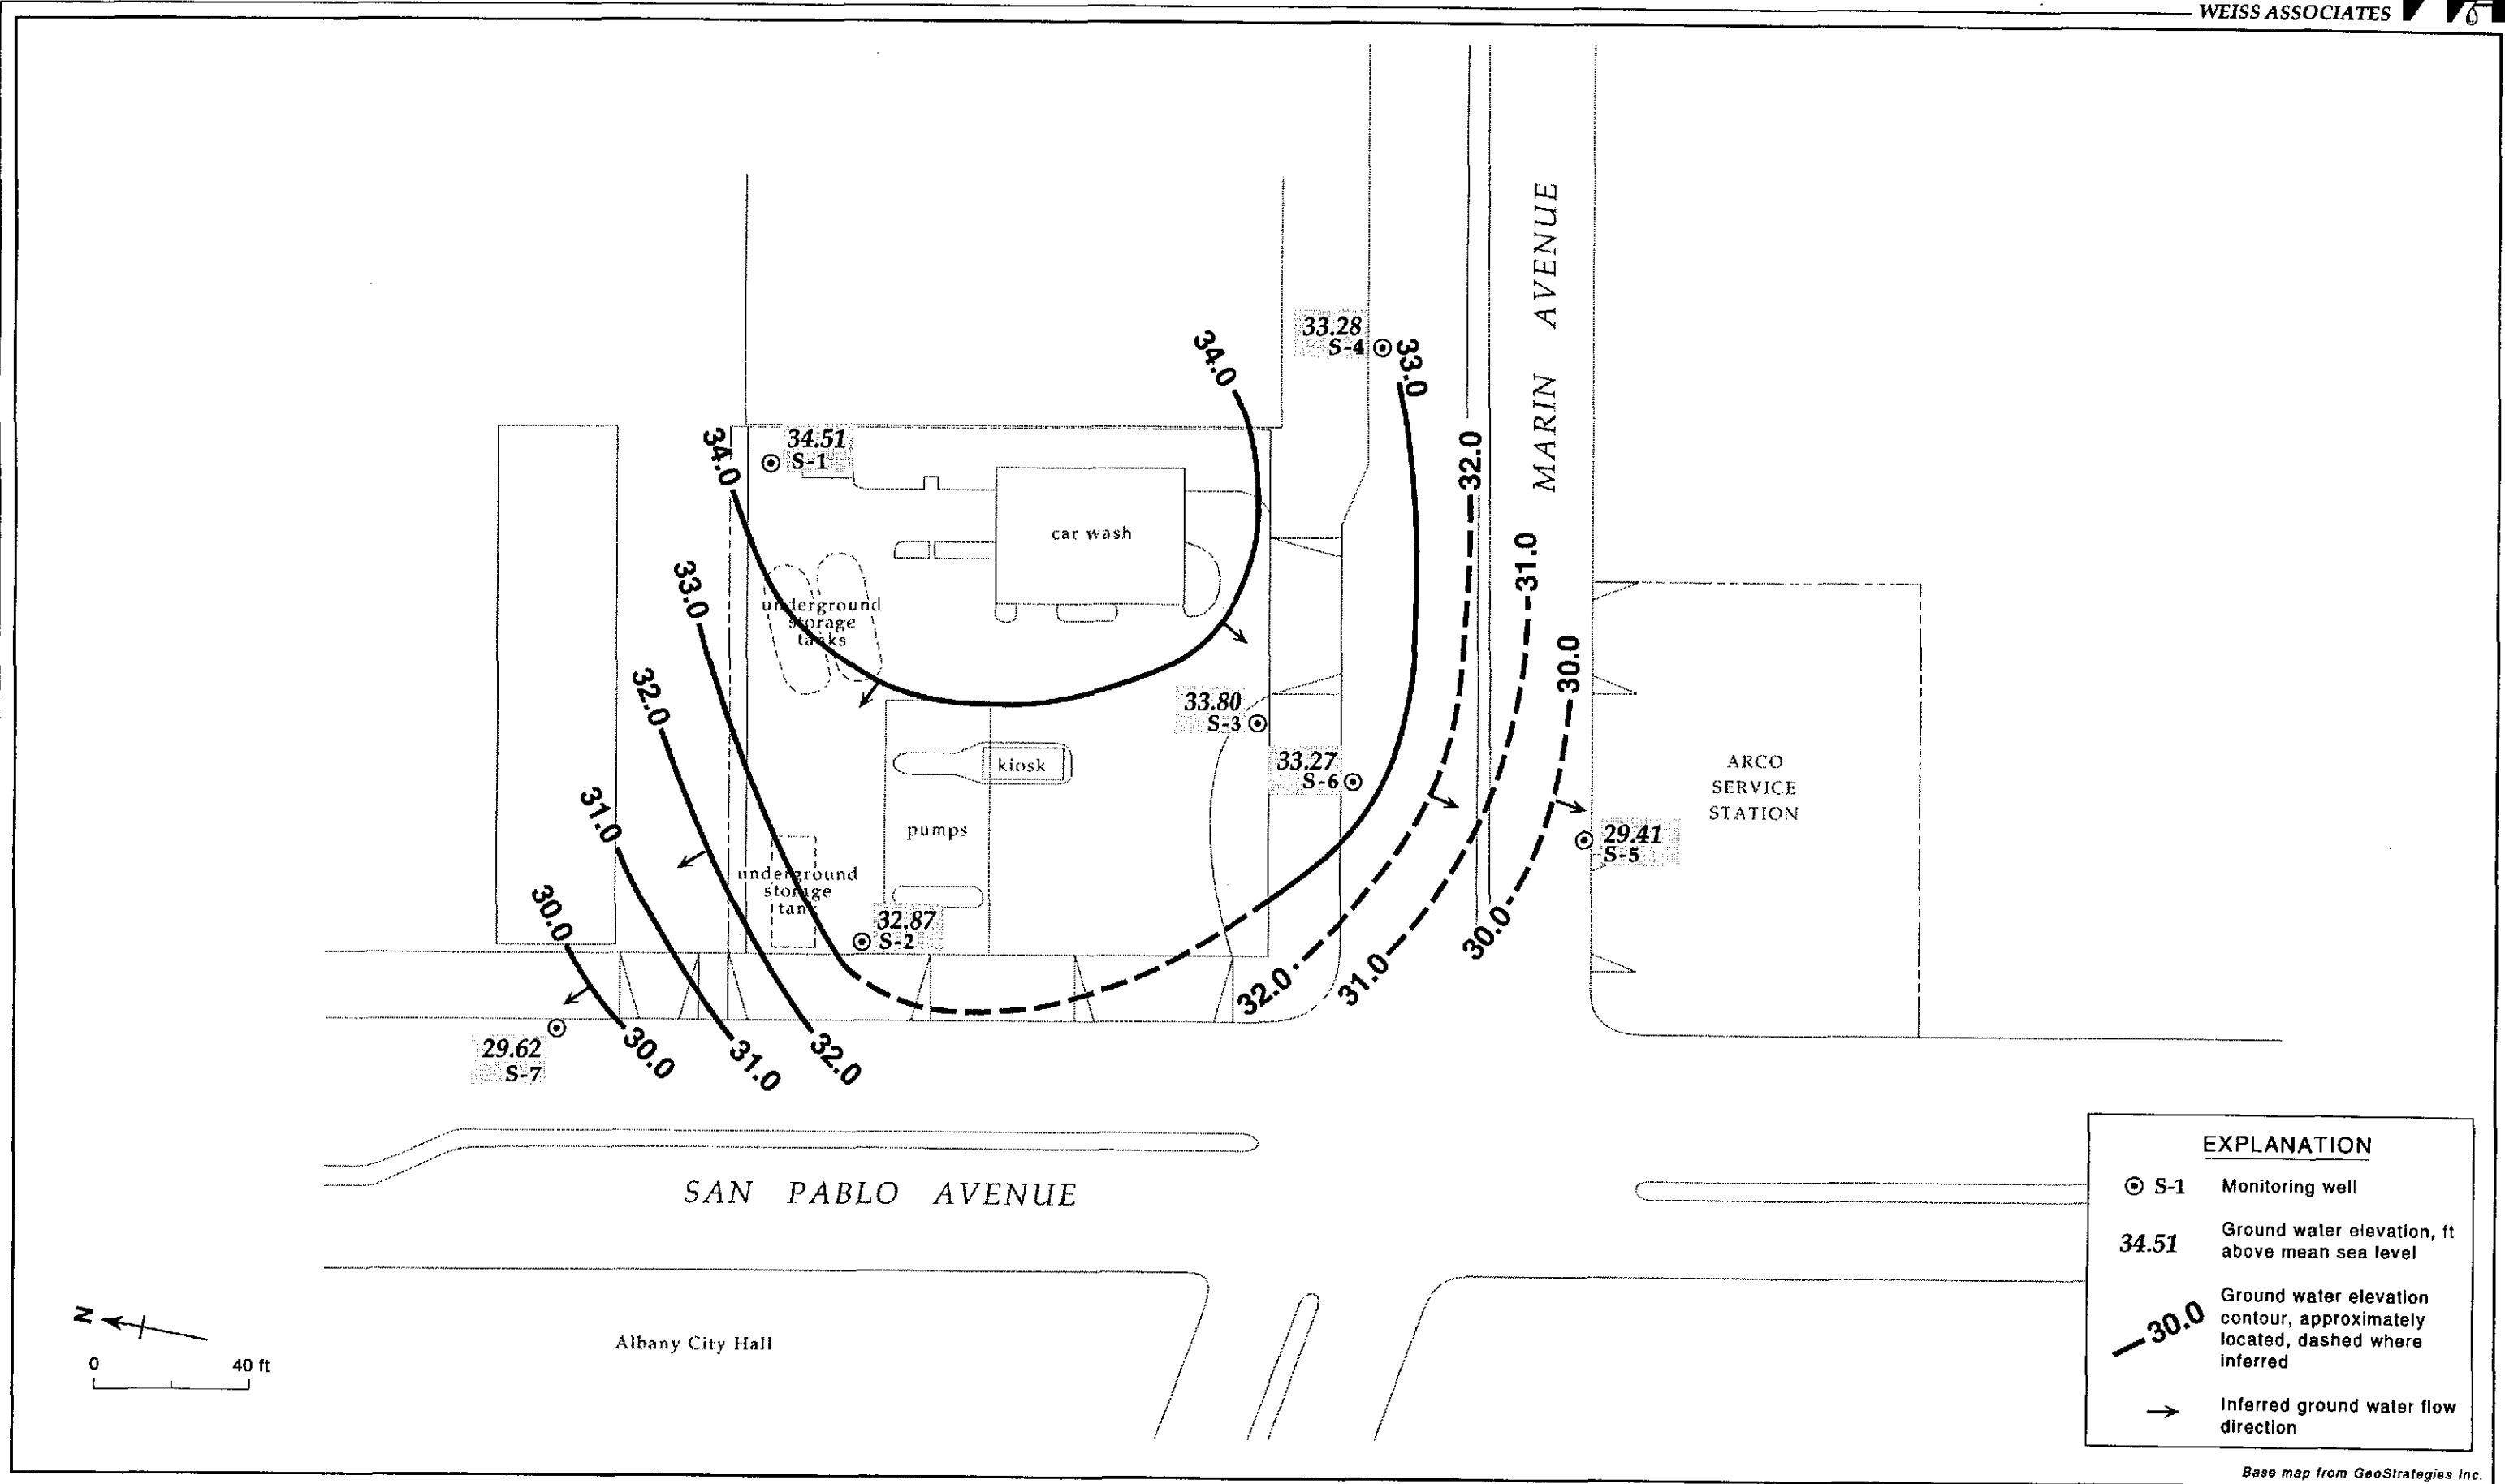 WEISS ASSOCIATES
MARIN AVENUE
33.28
S-4
34.0
33.0
34.51
S-1
34.0
32.0
car wash
31.0
33.0
underground
storage
tanks
30.0
32.0
33.80
S-3
kiosk
33.27
S-6
ARCO
SERVICE
STATION
31.0
pumps
29.41
S-5
underground
storage
tank
30.0
32.87
S-2
30.0
31.0
32.0
29.62
S-7
30.0
31.0
32.0
SAN PABLO AVENUE
Albany City Hall
N
0 40 ft
EXPLANATION
S-1 Monitoring well
34.51 Ground water elevation, ft
above mean sea level
30.0 Ground water elevation
contour, approximately
located, dashed where
inferred
Inferred ground water flow
direction
Base map from GeoStrategies Inc.